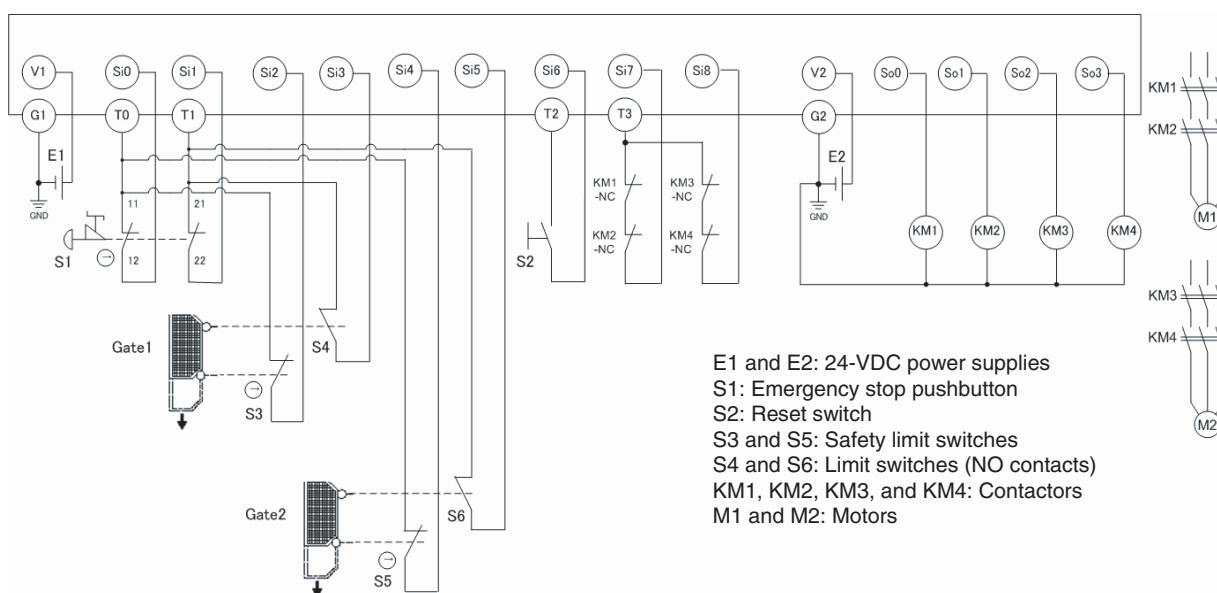 V1 Si0 Si1 Si2 Si3 Si4 Si5 Si6 Si7 Si8 V2 So0 So1 So2 So3
G1 T0 T1 T2 T3 G2
KM1
KM2
M1
E1
GND
11 21
12 22
S1
S2
KM1
-NC
KM3
-NC
KM2
-NC
KM4
-NC
E2
GND
KM1 KM2 KM3 KM4
KM3
KM4
M2
Gate1
S4
S3
Gate2
S6
S5
E1 and E2: 24-VDC power supplies
S1: Emergency stop pushbutton
S2: Reset switch
S3 and S5: Safety limit switches
S4 and S6: Limit switches (NO contacts)
KM1, KM2, KM3, and KM4: Contactors
M1 and M2: Motors